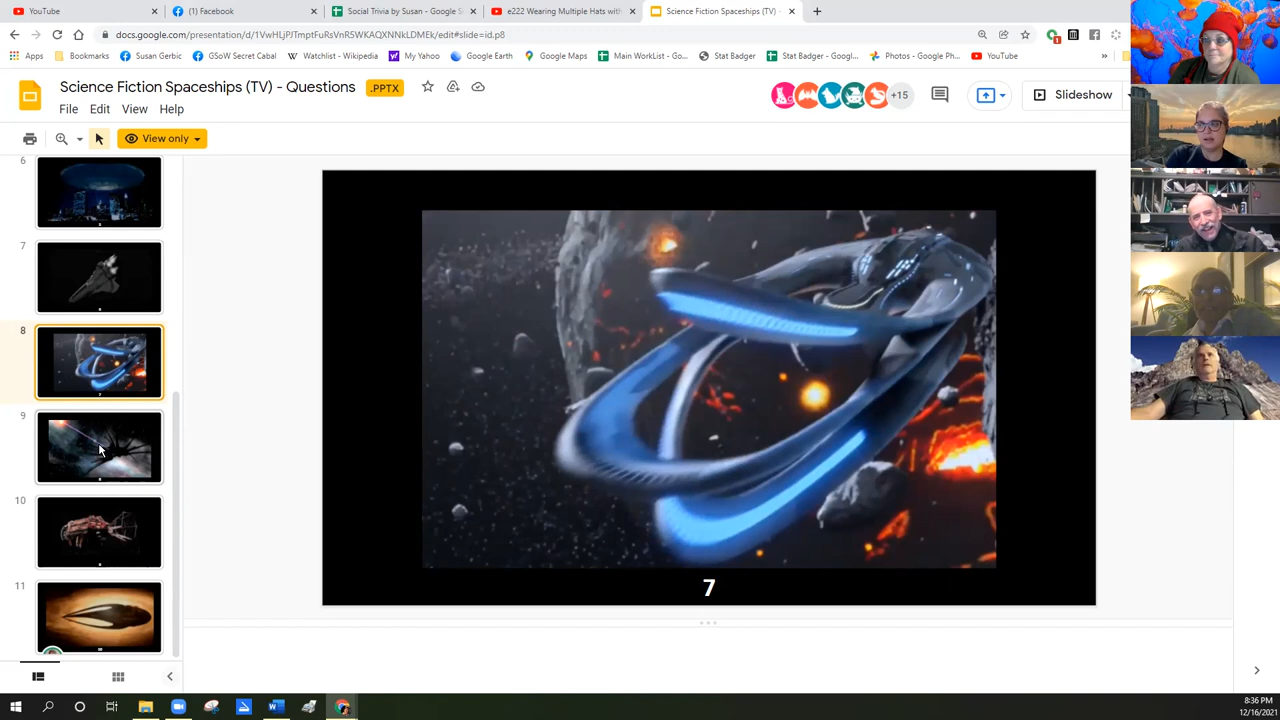 YouTube
(1) Facebook
Social Trivia by Susan - Google S
e222 Wearing Multiple Hats with
Science Fiction Spaceships (TV) -
docs.google.com/presentation/d/1VwHLjPJTmptFuRsVnR5WKAQXNNkLDMEk/edit#slide=id.p8
Apps
Bookmarks
Susan Gerbic
GSoW Secret Cabal
Watchlist - Wikipedia
My Yahoo
Google Earth
Google Maps
Main WorkList - Go...
Stat Badger
Stat Badger - Googl...
Photos - Google Ph...
YouTube
»
Science Fiction Spaceships (TV) - Questions
.PPTX
File Edit View Help
+15
Slideshow
View only
6
7
8
9
10
11
7
8:36 PM
12/16/2021